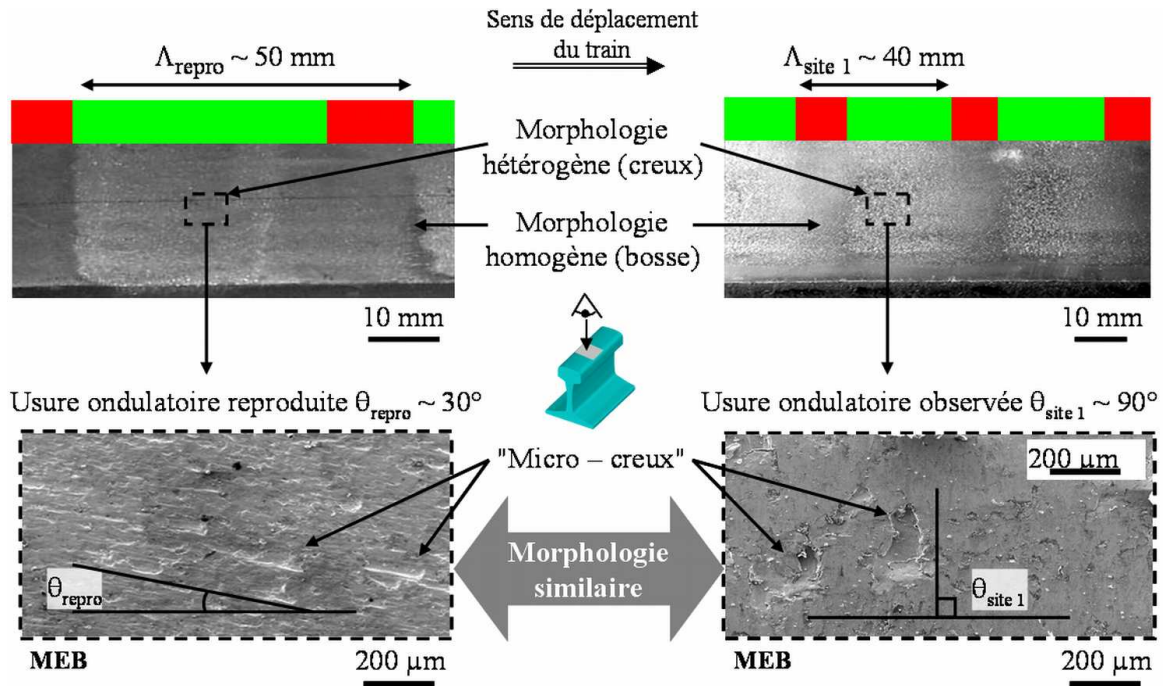 Sens de déplacement
du train
Λrepro ~ 50 mm
Λsite 1 ~ 40 mm
Morphologie
hétérogène (creux)
Morphologie
homogène (bosse)
10 mm
10 mm
Usure ondulatoire reproduite θrepro ~ 30°
Usure ondulatoire observée θsite 1 ~ 90°
"Micro – creux"
200 µm
Morphologie
similaire
θrepro
θsite 1
MEB
200 µm
MEB
200 µm